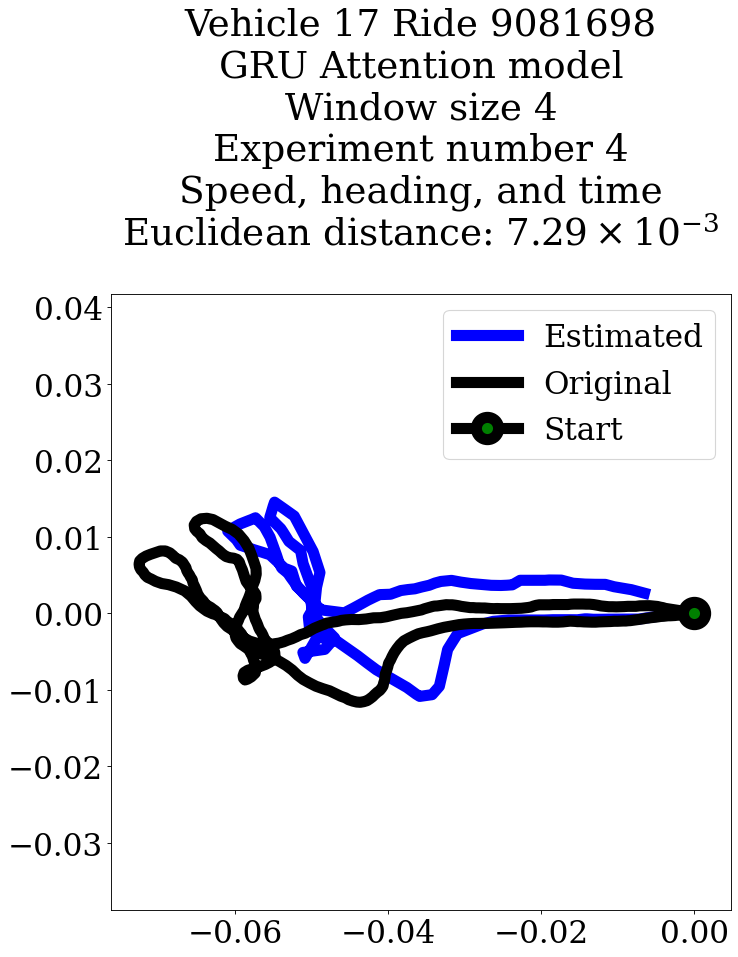 Vehicle 17 Ride 9081698
GRU Attention model
Window size 4
Experiment number 4
Speed, heading, and time
Euclidean distance: 7.29 × 10⁻³
0.04
Estimated
0.03
Original
Start
0.02
0.01
0.00
−0.01
−0.02
−0.03
−0.06 −0.04 −0.02 0.00